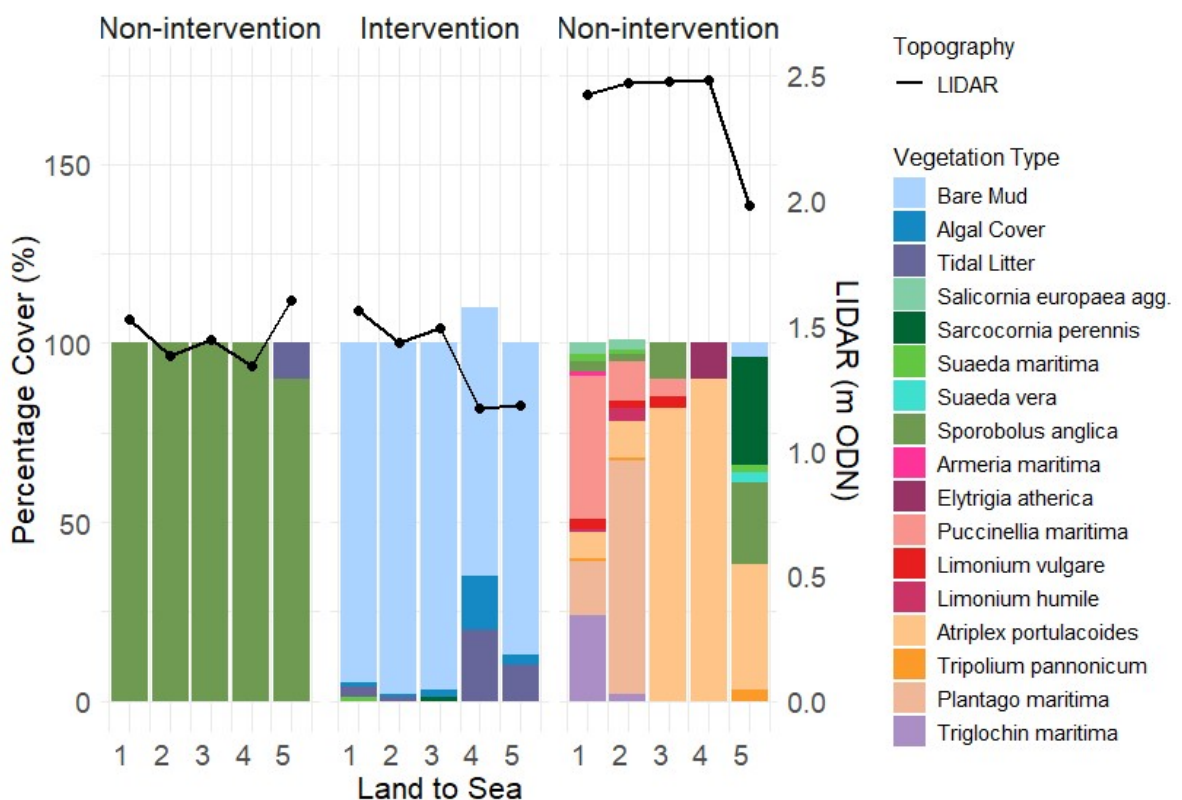 Non-intervention Intervention Non-intervention
Percentage Cover (%)
150
100
50
0
2.5
2.0
1.5
1.0
0.5
0.0
LIDAR (m ODN)
1 2 3 4 5 1 2 3 4 5 1 2 3 4 5
Land to Sea
Topography
LIDAR
Vegetation Type
Bare Mud
Algal Cover
Tidal Litter
Salicornia europaea agg.
Sarcocornia perennis
Suaeda maritima
Suaeda vera
Sporobolus anglica
Armeria maritima
Elytrigia atherica
Puccinellia maritima
Limonium vulgare
Limonium humile
Atriplex portulacoides
Tripolium pannonicum
Plantago maritima
Triglochin maritima